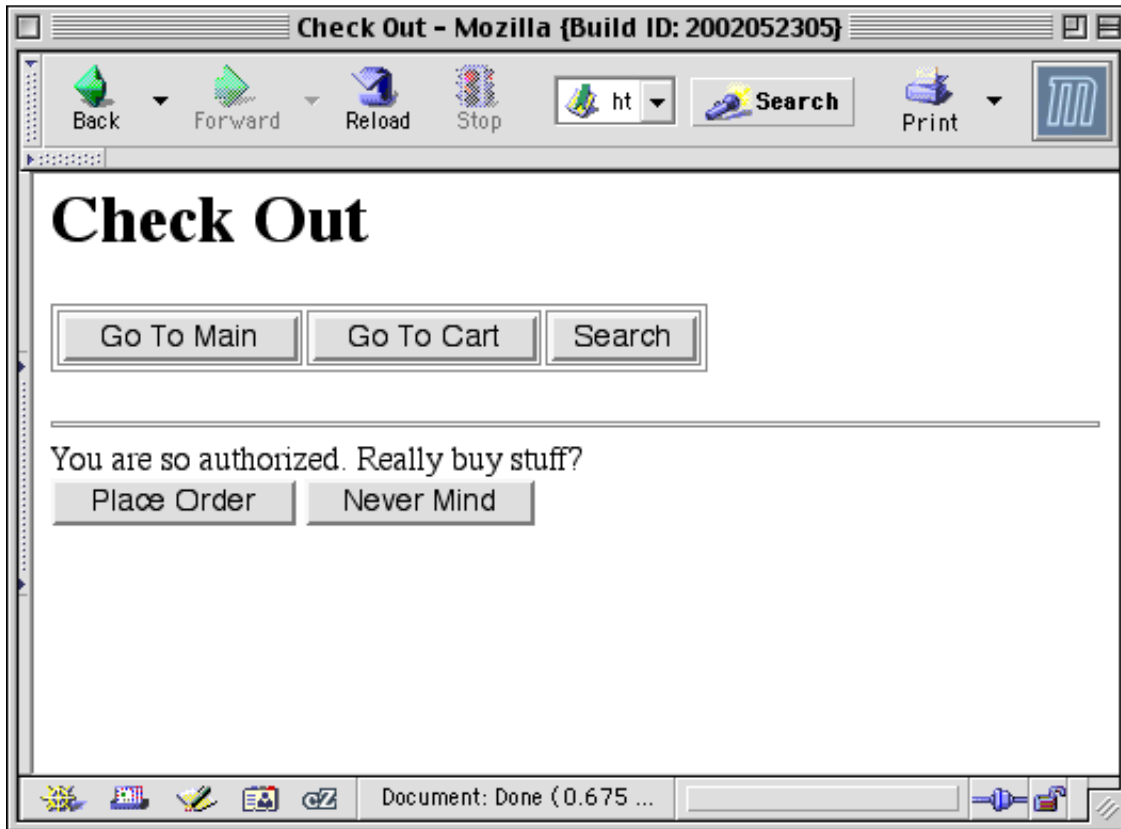 Check Out – Mozilla {Build ID: 2002052305}
Back Forward Reload Stop ht Search Print
Check Out
Go To Main Go To Cart Search
You are so authorized. Really buy stuff?
Place Order Never Mind
Document: Done (0.675 ...